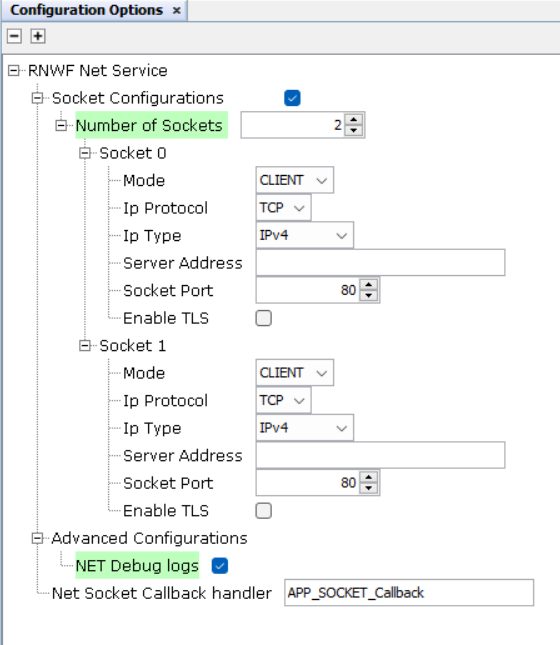 Configuration Options ×
RNWF Net Service
Socket Configurations
Number of Sockets 2
Socket 0
Mode CLIENT
Ip Protocol TCP
Ip Type IPv4
Server Address
Socket Port 80
Enable TLS
Socket 1
Mode CLIENT
Ip Protocol TCP
Ip Type IPv4
Server Address
Socket Port 80
Enable TLS
Advanced Configurations
NET Debug logs
Net Socket Callback handler APP_SOCKET_Callback